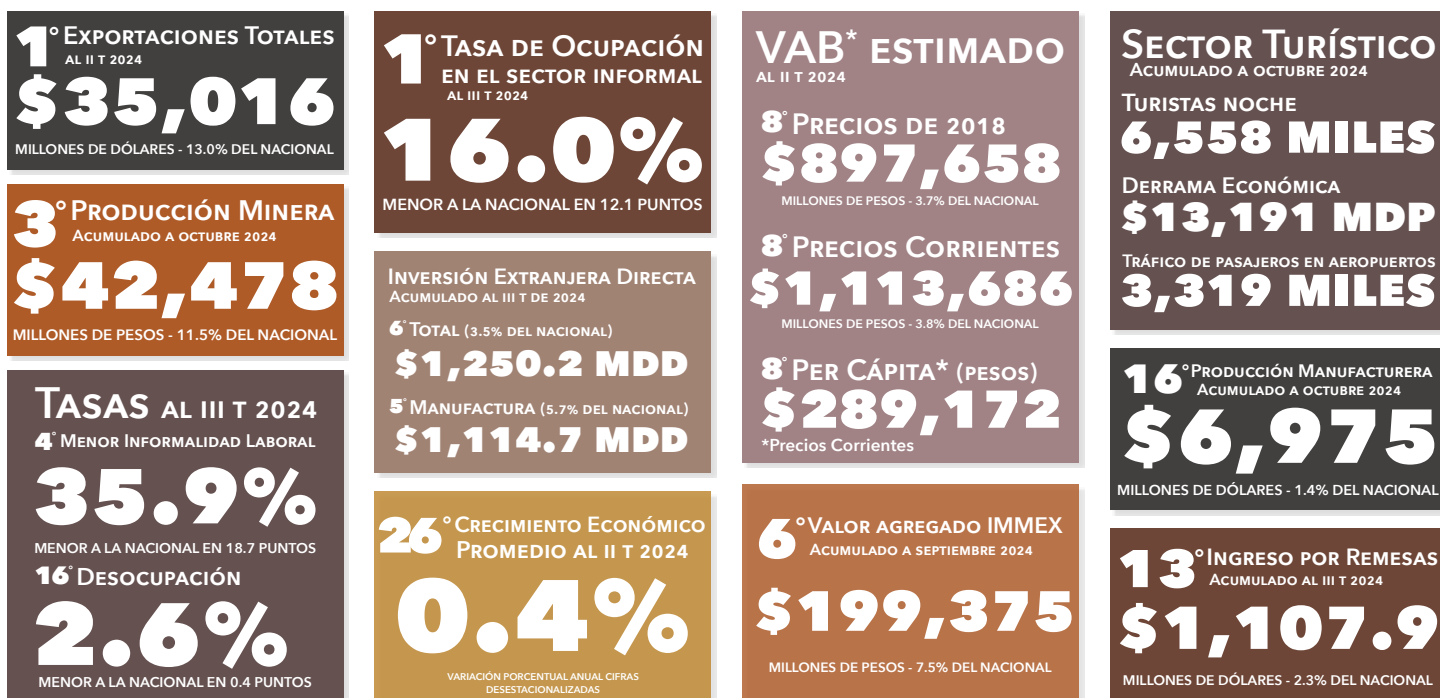 1° Exportaciones Totales
al II T 2024
$35,016
MILLONES DE DÓLARES - 13.0% DEL NACIONAL
3° Producción Minera
Acumulado a octubre 2024
$42,478
MILLONES DE PESOS - 11.5% DEL NACIONAL
Tasas al III T 2024
4° Menor Informalidad Laboral
35.9%
MENOR A LA NACIONAL EN 18.7 PUNTOS
16° Desocupación
2.6%
MENOR A LA NACIONAL EN 0.4 PUNTOS
1° Tasa de Ocupación
en el sector informal
al III T 2024
16.0%
MENOR A LA NACIONAL EN 12.1 PUNTOS
Inversión Extranjera Directa
Acumulado al III T de 2024
6° Total (3.5% del nacional)
$1,250.2 MDD
5° Manufactura (5.7% del nacional)
$1,114.7 MDD
26° Crecimiento Económico
Promedio al II T 2024
0.4%
VARIACIÓN PORCENTUAL ANUAL CIFRAS
DESESTACIONALIZADAS
VAB* estimado
al II T 2024
8° Precios de 2018
$897,658
MILLONES DE PESOS - 3.7% DEL NACIONAL
8° Precios Corrientes
$1,113,686
MILLONES DE PESOS - 3.8% DEL NACIONAL
8° Per Cápita* (pesos)
$289,172
*Precios Corrientes
6° Valor agregado IMMEX
Acumulado a septiembre 2024
$199,375
MILLONES DE PESOS - 7.5% DEL NACIONAL
Sector Turístico
Acumulado a octubre 2024
Turistas noche
6,558 MILES
Derrama Económica
$13,191 MDP
Tráfico de pasajeros en aeropuertos
3,319 MILES
16° Producción Manufacturera
Acumulado a octubre 2024
$6,975
MILLONES DE DÓLARES - 1.4% DEL NACIONAL
13° Ingreso por Remesas
Acumulado al III T 2024
$1,107.9
MILLONES DE DÓLARES - 2.3% DEL NACIONAL